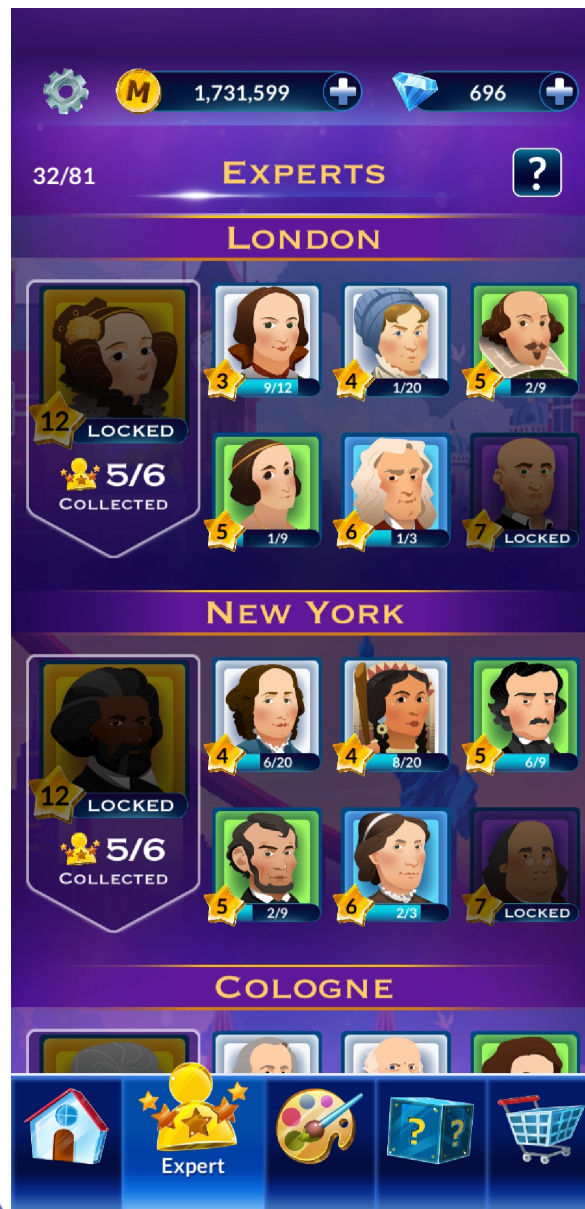 M 1,731,599 696
32/81 EXPERTS ?
LONDON
3 9/12
4 1/20
5 2/9
12 LOCKED
5/6
COLLECTED
5 1/9
6 1/3
7 LOCKED
NEW YORK
4 6/20
4 8/20
5 6/9
12 LOCKED
5/6
COLLECTED
5 2/9
6 2/3
7 LOCKED
COLOGNE
? ?
Expert